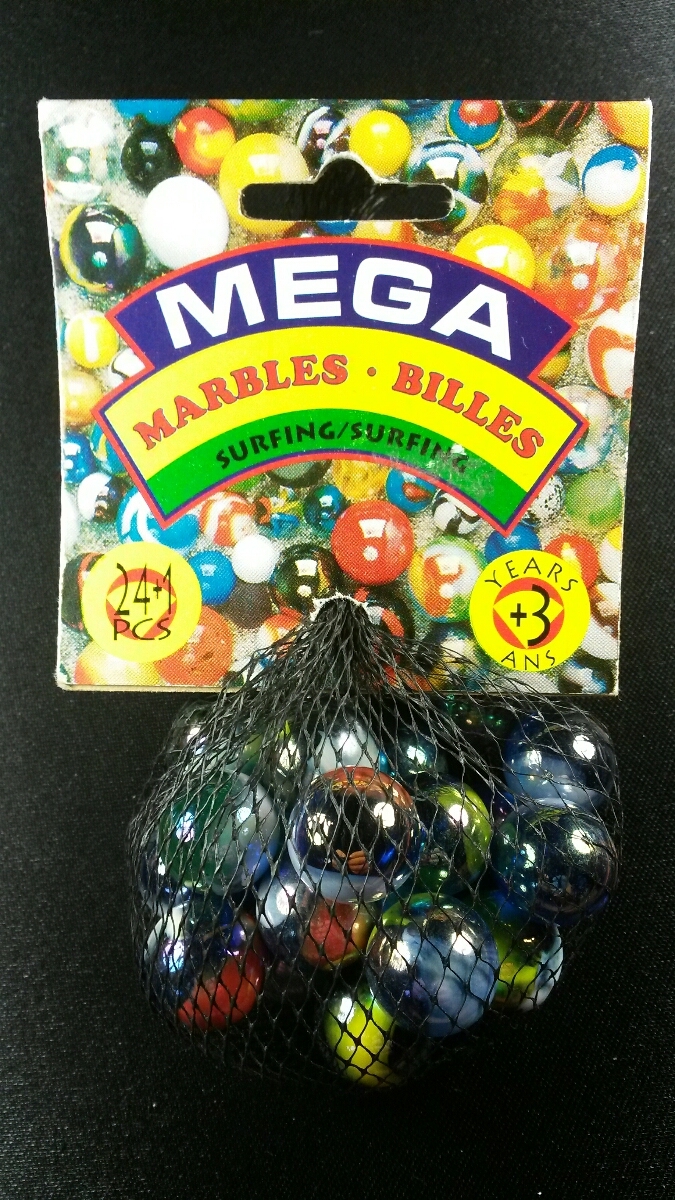 MEGA
MARBLES · BILLES
SURFING/SURFING
24+1
PCS
YEARS
+3
ANS